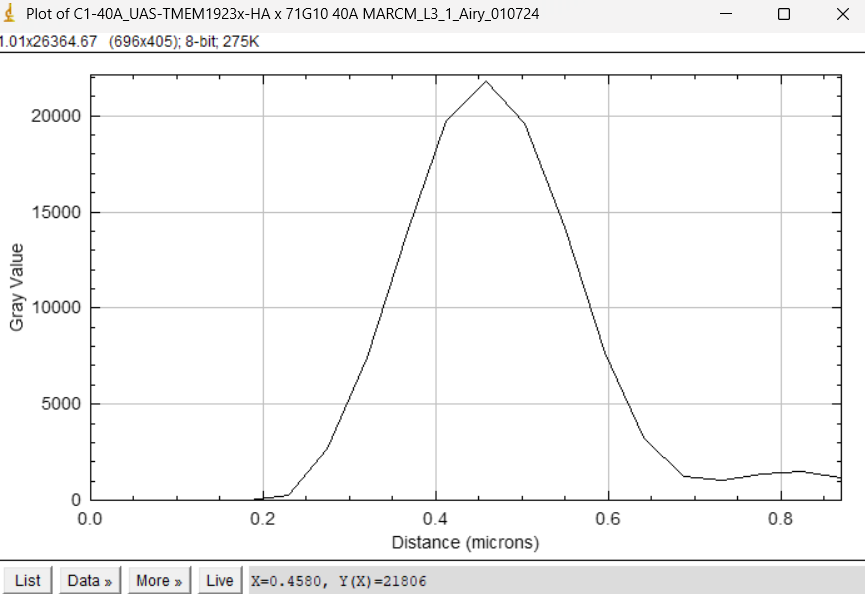 Plot of C1-40A_UAS-TMEM1923x-HA x 71G10 40A MARCM_L3_1_Airy_010724
1.01x26364.67 (696x405); 8-bit; 275K
20000
15000
10000
5000
0
Gray Value
0.0 0.2 0.4 0.6 0.8
Distance (microns)
List Data » More » Live X=0.4580, Y(X)=21806